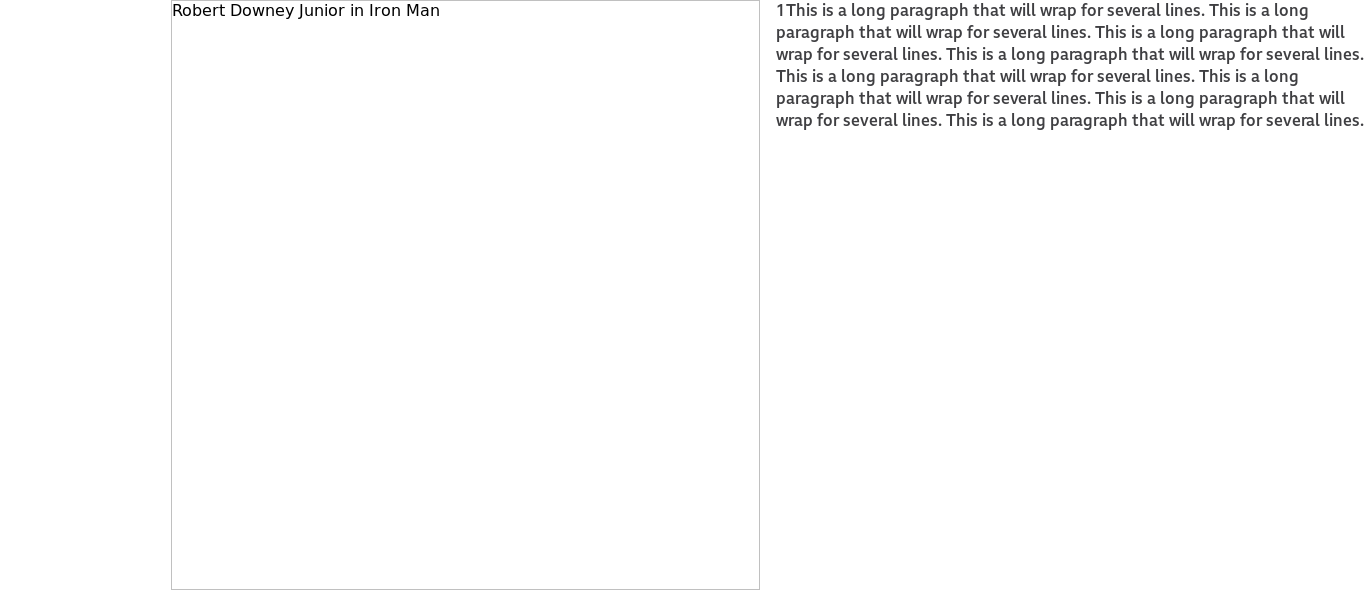 Robert Downey Junior in Iron Man
1This is a long paragraph that will wrap for several lines. This is a long
paragraph that will wrap for several lines. This is a long paragraph that will
wrap for several lines. This is a long paragraph that will wrap for several lines.
This is a long paragraph that will wrap for several lines. This is a long
paragraph that will wrap for several lines. This is a long paragraph that will
wrap for several lines. This is a long paragraph that will wrap for several lines.